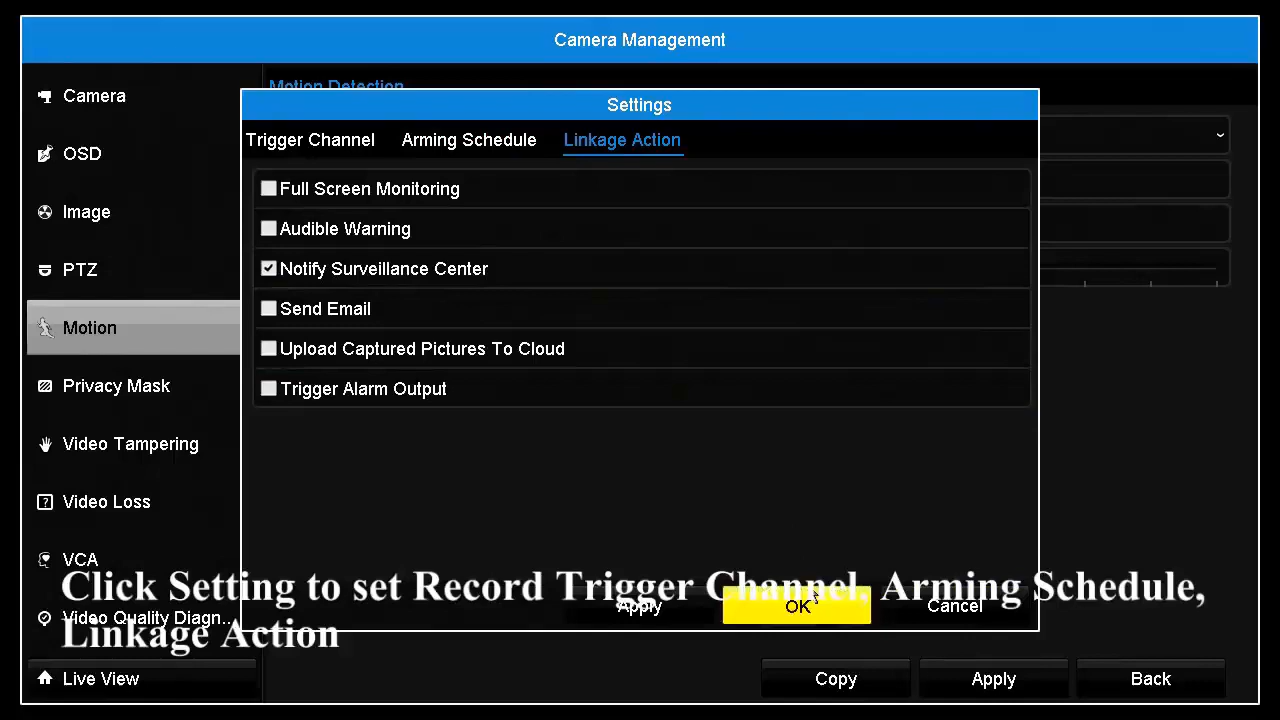 Camera Management
Camera
OSD
Image
PTZ
Motion
Privacy Mask
Video Tampering
Video Loss
VCA
Video Quality Diagn..
Live View
Motion Detection
Settings
Trigger Channel Arming Schedule Linkage Action
Full Screen Monitoring
Audible Warning
Notify Surveillance Center
Send Email
Upload Captured Pictures To Cloud
Trigger Alarm Output
Apply OK Cancel
Click Setting to set Record Trigger Channel, Arming Schedule,
Linkage Action
Copy Apply Back